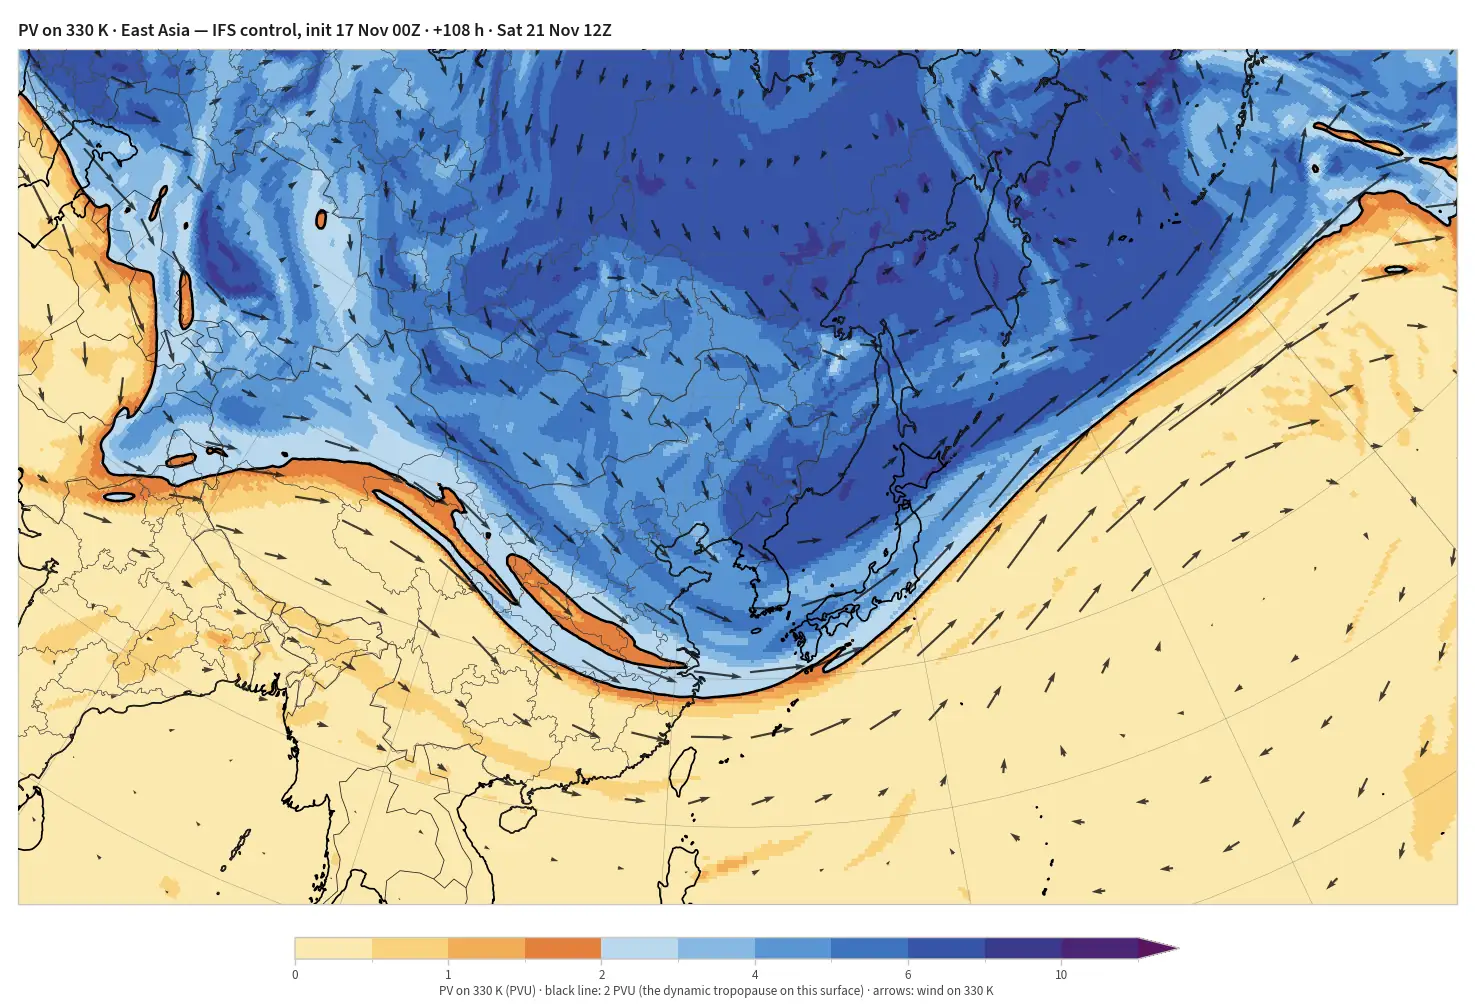 PV on 330 K · East Asia — IFS control, init 17 Nov 00Z · +108 h · Sat 21 Nov 12Z
0 1 2 4 6 10
PV on 330 K (PVU) · black line: 2 PVU (the dynamic tropopause on this surface) · arrows: wind on 330 K